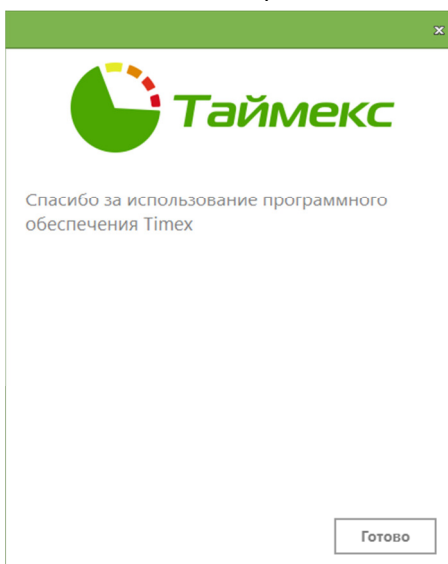 Таймекс
Спасибо за использование программного
обеспечения Timex
Готово